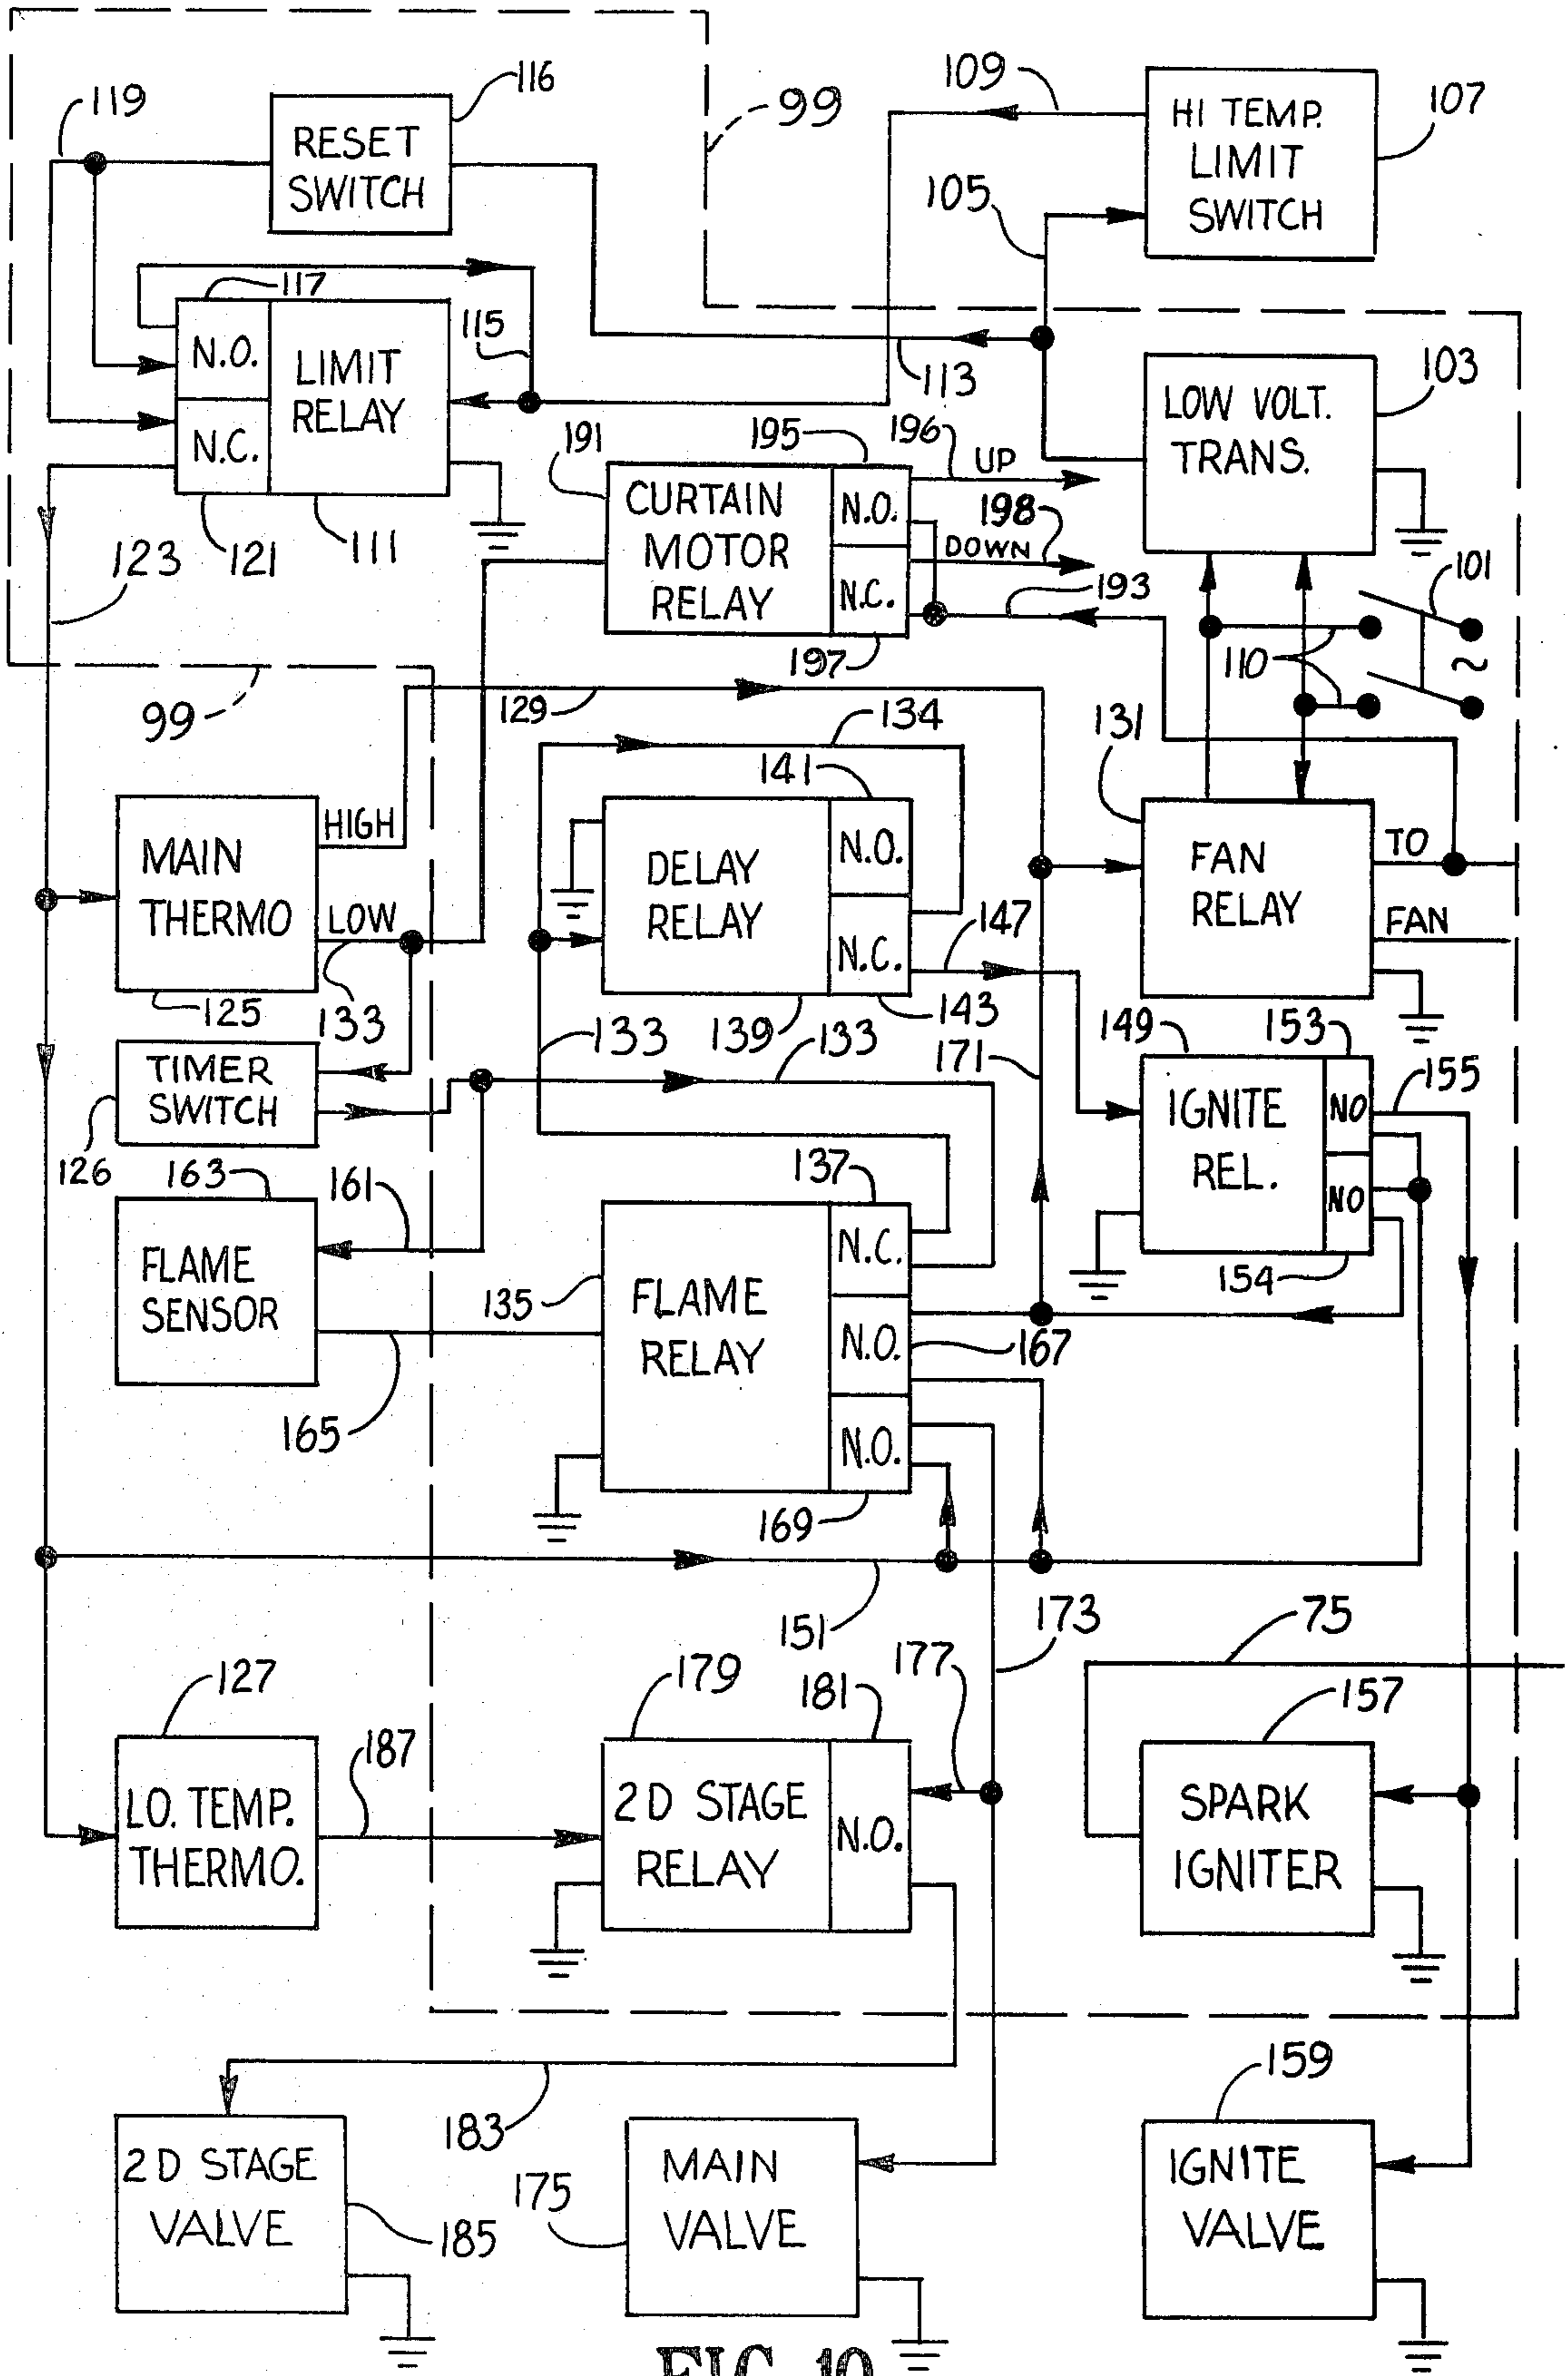 116
119
99
109
HI TEMP.
LIMIT
SWITCH
107
RESET
SWITCH
105
117
N.O.
N.C.
LIMIT
RELAY
115
113
103
LOW VOLT.
TRANS.
191
195
196
UP
CURTAIN
MOTOR
RELAY
N.O.
N.C.
198
DOWN
193
197
123
121
111
101
110
~
99
129
134
131
141
MAIN
THERMO
HIGH
LOW
DELAY
RELAY
N.O.
N.C.
FAN
RELAY
TO
FAN
147
125
133
139
143
133
133
171
149
153
155
TIMER
SWITCH
126
IGNITE
REL.
NO
NO
154
163
161
137
FLAME
SENSOR
135
FLAME
RELAY
N.C.
N.O.
N.O.
167
165
169
151
173
75
127
179
181
177
157
187
LO. TEMP.
THERMO.
2D STAGE
RELAY
N.O.
SPARK
IGNITER
183
159
2D STAGE
VALVE
185
175
MAIN
VALVE
IGNITE
VALVE
FIG. 10